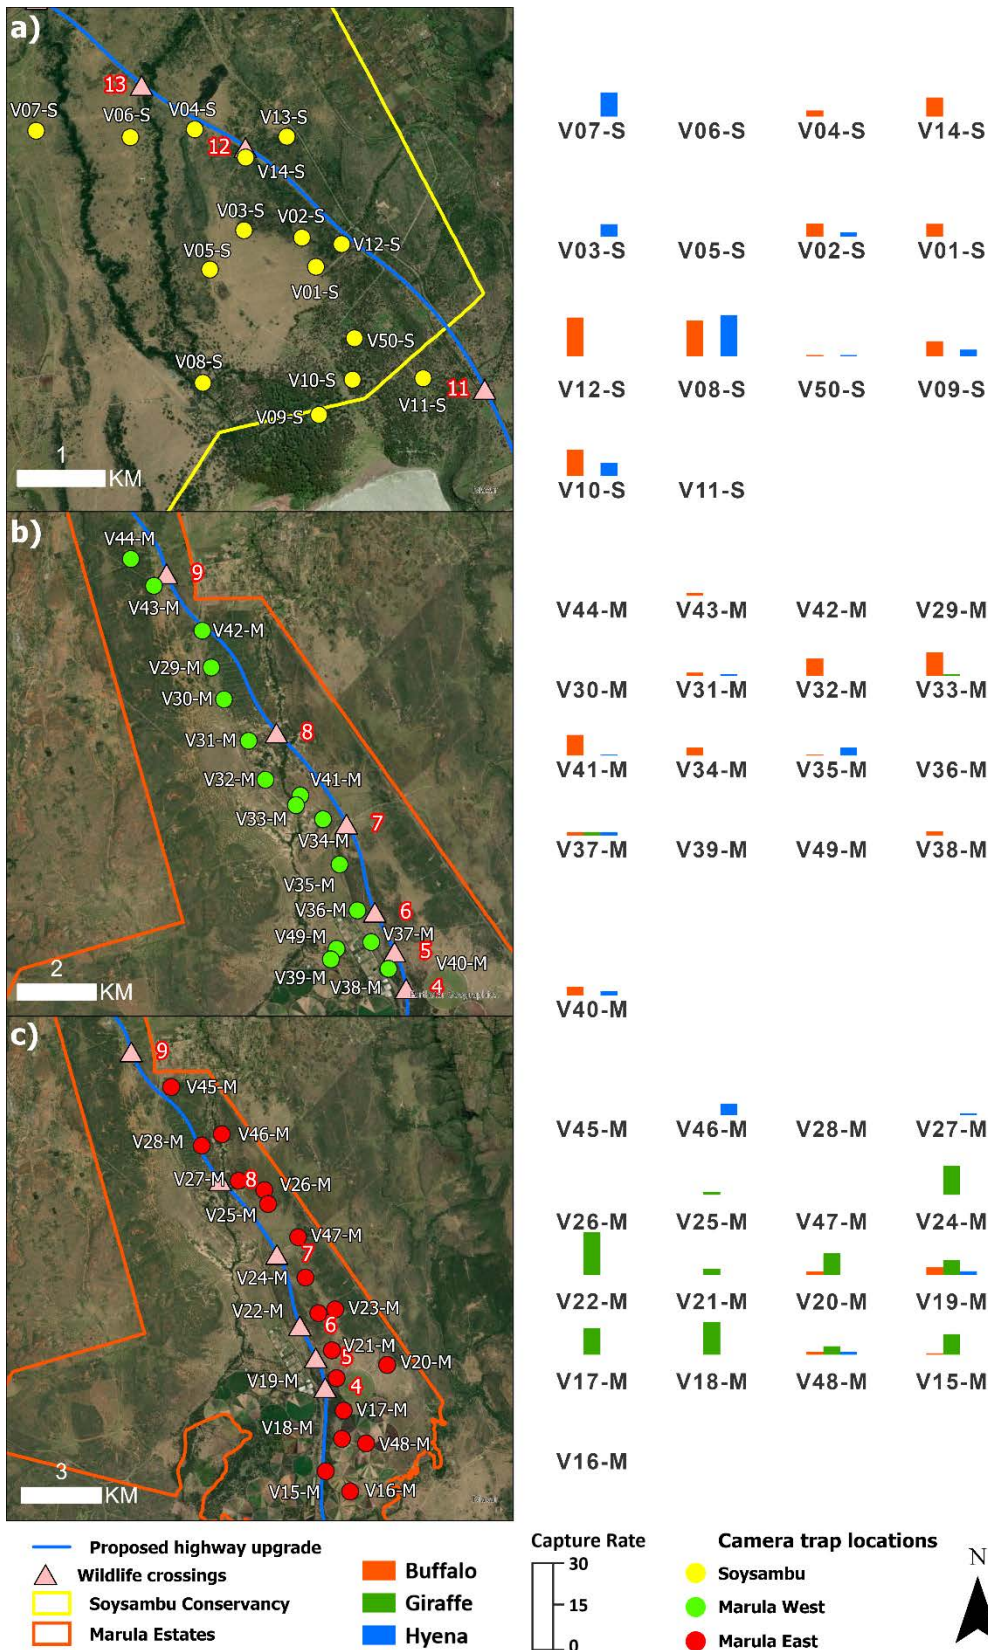 a)
13
V07-S
V06-S
V04-S
V13-S
12
V14-S
V03-S
V02-S
V12-S
V05-S
V01-S
V50-S
V08-S
V10-S
V11-S
11
V09-S
1
KM
V07-S V06-S V04-S V14-S
V03-S V05-S V02-S V01-S
V12-S V08-S V50-S V09-S
V10-S V11-S
b)
V44-M
9
V43-M
V42-M
V29-M
V30-M
V31-M
8
V32-M
V41-M
V33-M
7
V34-M
V35-M
V36-M
6
V37-M
V49-M
5
V39-M
V40-M
V38-M
4
2
KM
V44-M V43-M V42-M V29-M
V30-M V31-M V32-M V33-M
V41-M V34-M V35-M V36-M
V37-M V39-M V49-M V38-M
V40-M
c)
9
V45-M
V46-M
V28-M
V27-M
8
V26-M
V25-M
V47-M
7
V24-M
V22-M
V23-M
6
V21-M
5
V20-M
V19-M
4
V17-M
V18-M
V48-M
V15-M
V16-M
3
KM
V45-M V46-M V28-M V27-M
V26-M V25-M V47-M V24-M
V22-M V21-M V20-M V19-M
V17-M V18-M V48-M V15-M
V16-M
Proposed highway upgrade
Wildlife crossings
Soysambu Conservancy
Marula Estates
Buffalo
Giraffe
Hyena
Capture Rate
30
15
0
Camera trap locations
Soysambu
Marula West
Marula East
N